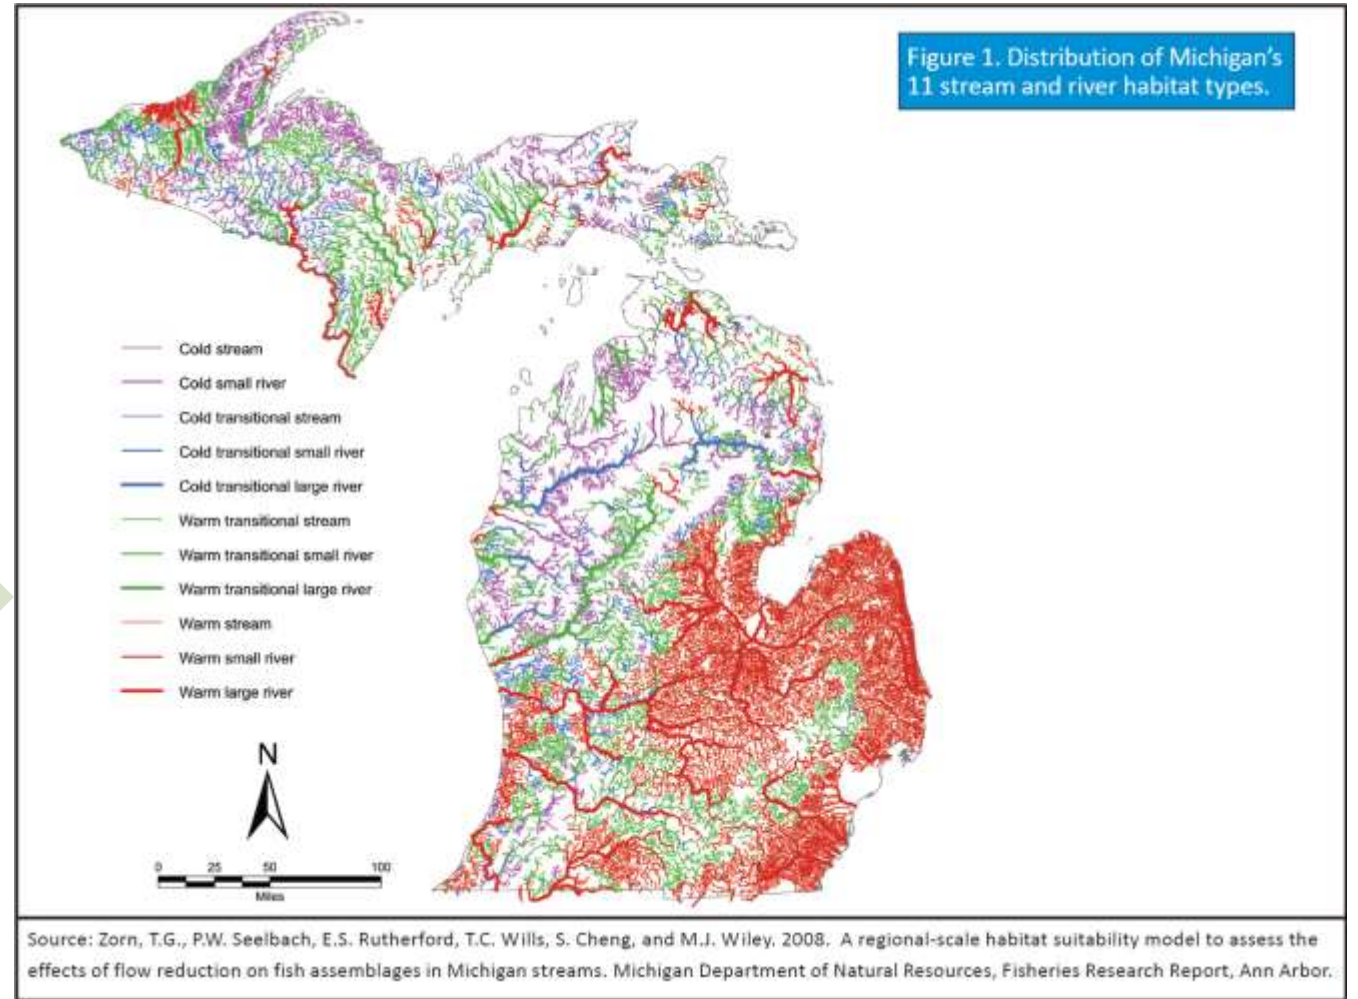 Figure 1. Distribution of Michigan's
11 stream and river habitat types.
Cold stream
Cold small river
Cold transitional stream
Cold transitional small river
Cold transitional large river
Warm transitional stream
Warm transitional small river
Warm transitional large river
Warm stream
Warm small river
Warm large river
N
0 25 50 100
Miles
Source: Zorn, T.G., P.W. Seelbach, E.S. Rutherford, T.C. Wills, S. Cheng, and M.J. Wiley. 2008. A regional-scale habitat suitability model to assess the
effects of flow reduction on fish assemblages in Michigan streams. Michigan Department of Natural Resources, Fisheries Research Report, Ann Arbor.